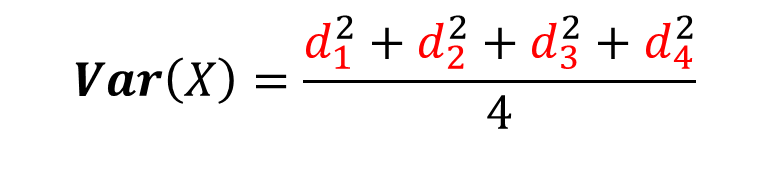 Var(X) = (d₁² + d₂² + d₃² + d₄²) / 4